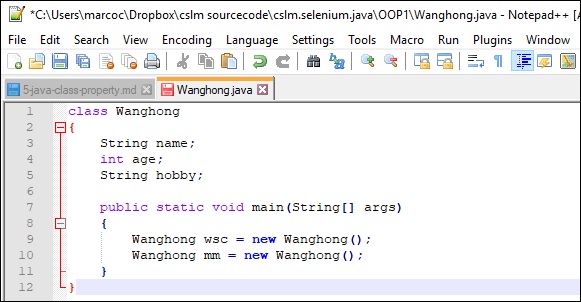 *C:\Users\marcoc\Dropbox\cslm sourcecode\cslm.selenium.java\OOP1\Wanghong.java - Notepad++ [A
File Edit Search View Encoding Language Settings Tools Macro Run Plugins Window
5-java-class-property.md Wanghong.java
1 class Wanghong
2 {
3 String name;
4 int age;
5 String hobby;
6
7 public static void main(String[] args)
8 {
9 Wanghong wsc = new Wanghong();
10 Wanghong mm = new Wanghong();
11 }
12 }